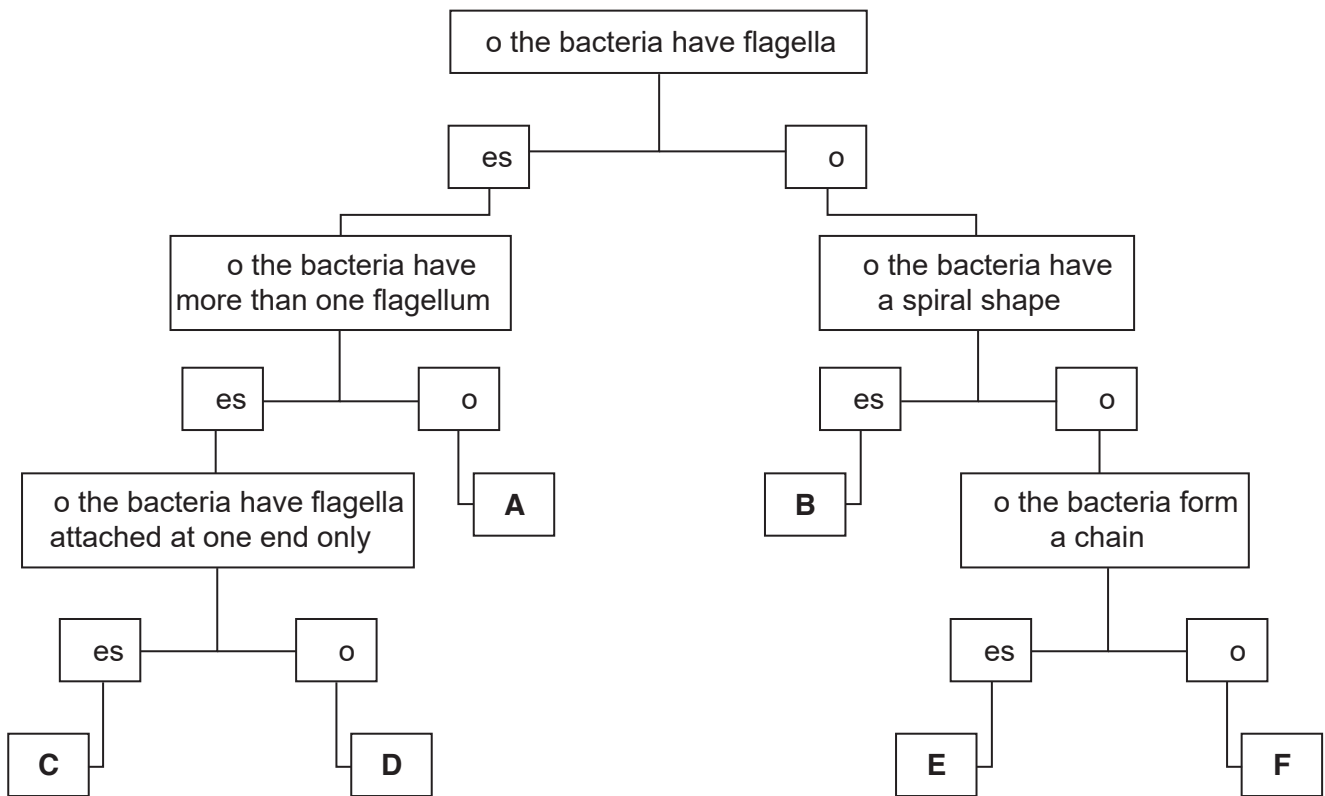 o the bacteria have flagella
es
o
o the bacteria have
more than one flagellum
o the bacteria have
a spiral shape
es
o
es
o
o the bacteria have flagella
attached at one end only
A
B
o the bacteria form
a chain
es
o
es
o
C
D
E
F